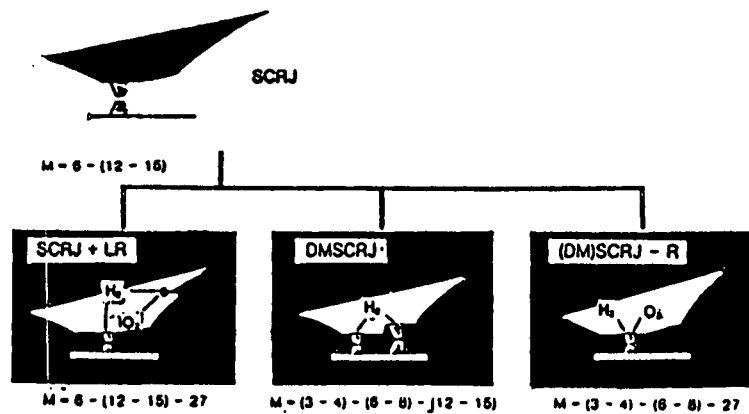 SCRJ
M = 6 - (12 - 15)
SCRJ + LR
DMSCRJ
(DM)SCRJ - R
H₂
H₂
H₂
O₂
M = 6 - (12 - 15) - 27
M = (3 - 4) - (6 - 8) - (12 - 15)
M = (3 - 4) - (6 - 8) - 27